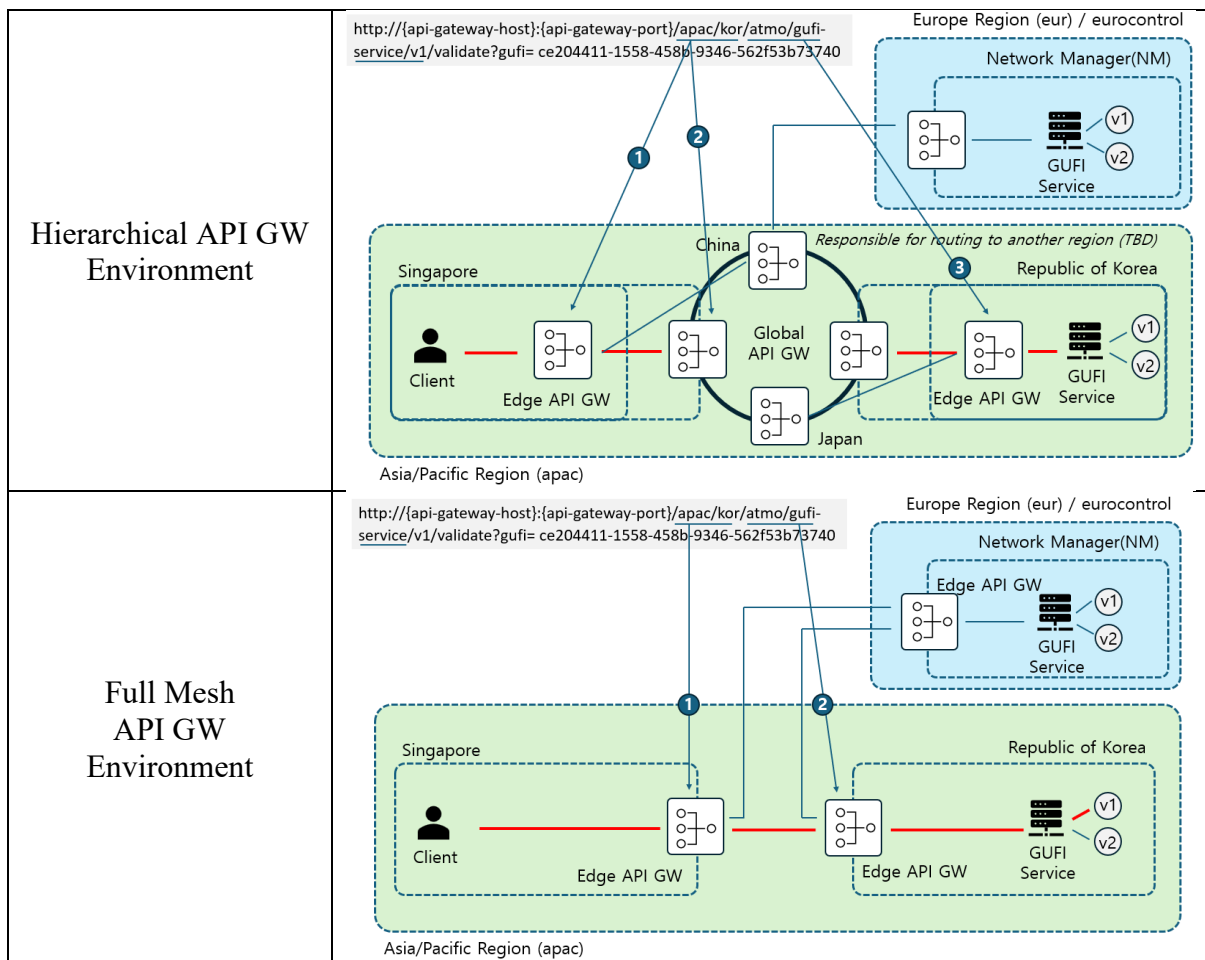 Hierarchical API GW
Environment
http://{api-gateway-host}:{api-gateway-port}/apac/kor/atmo/gufi-
service/v1/validate?gufi= ce204411-1558-458b-9346-562f53b73740
Europe Region (eur) / eurocontrol
Network Manager(NM)
v1
v2
GUFI
Service
1
2
3
China
Responsible for routing to another region (TBD)
Singapore
Republic of Korea
Client
Edge API GW
Global
API GW
Edge API GW
GUFI
Service
v1
v2
Japan
Asia/Pacific Region (apac)
Full Mesh
API GW
Environment
http://{api-gateway-host}:{api-gateway-port}/apac/kor/atmo/gufi-
service/v1/validate?gufi= ce204411-1558-458b-9346-562f53b73740
Europe Region (eur) / eurocontrol
Network Manager(NM)
Edge API GW
v1
v2
GUFI
Service
1
2
Singapore
Republic of Korea
Client
Edge API GW
Edge API GW
GUFI
Service
v1
v2
Asia/Pacific Region (apac)